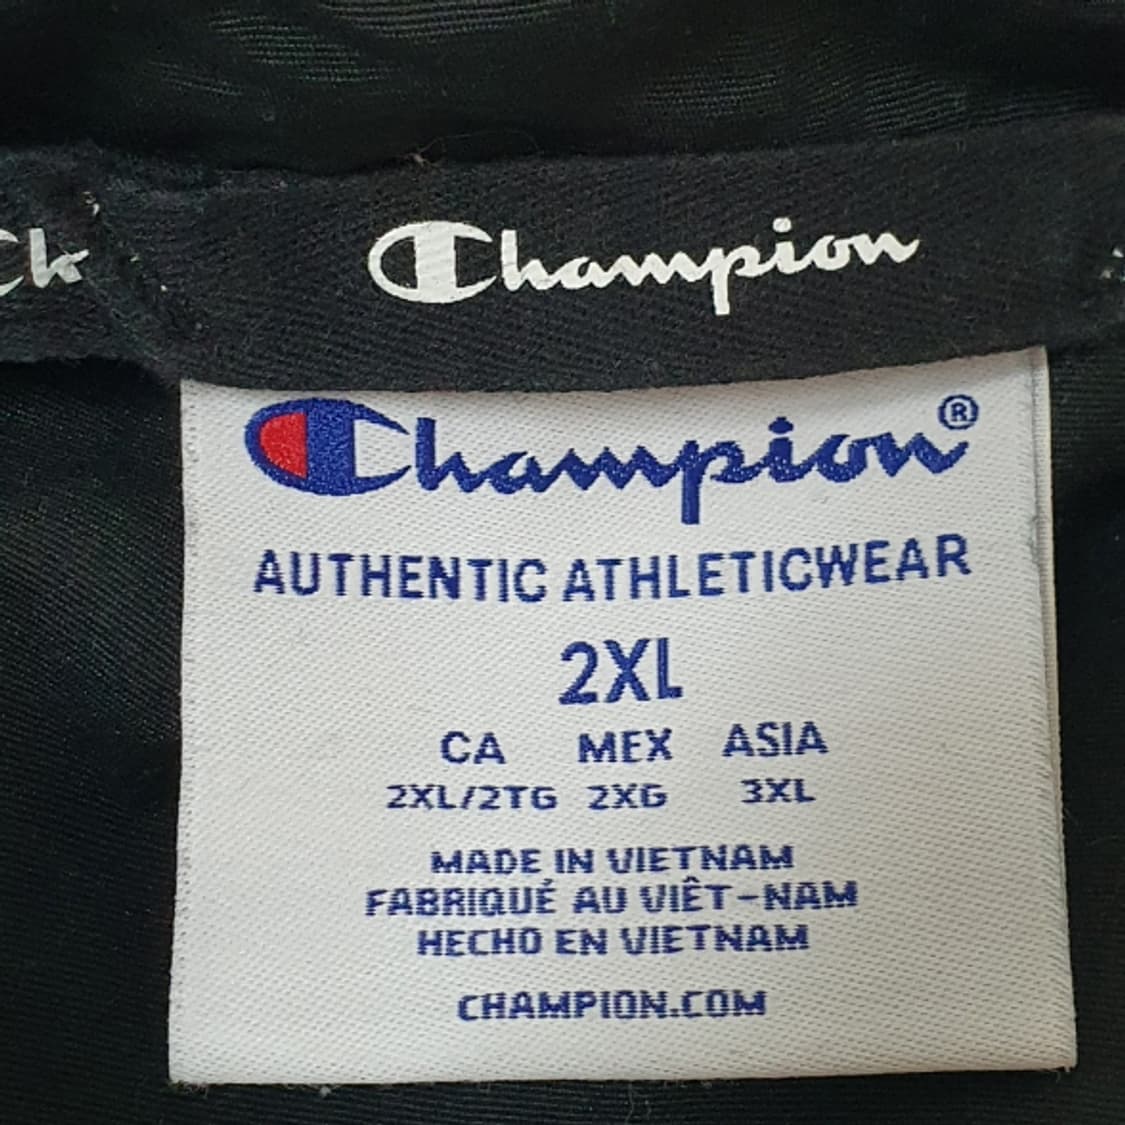 Champion
Champion®
AUTHENTIC ATHLETICWEAR
2XL
CA MEX ASIA
2XL/2TG 2XG 3XL
MADE IN VIETNAM
FABRIQUÉ AU VIÊT-NAM
HECHO EN VIETNAM
CHAMPION.COM